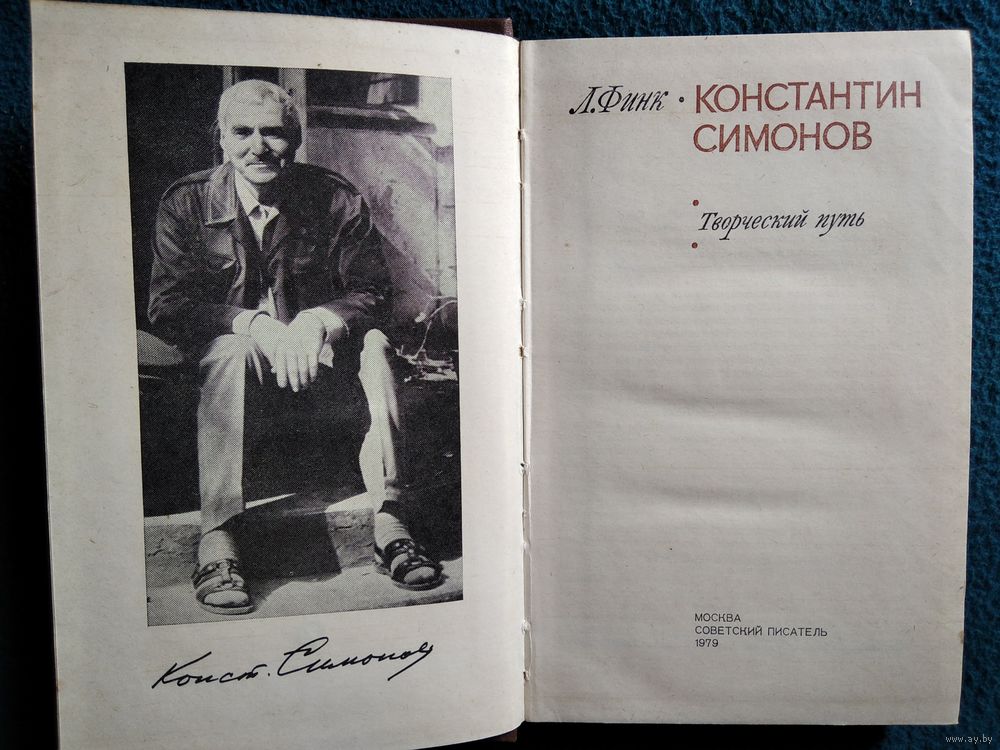 Конст. Симонов
Л. Финк · КОНСТАНТИН
СИМОНОВ
Творческий путь
МОСКВА
СОВЕТСКИЙ ПИСАТЕЛЬ
1979
www.ay.by